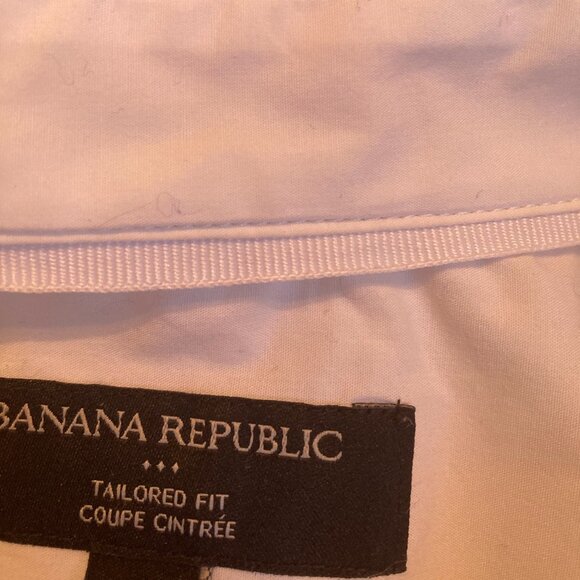 BANANA REPUBLIC
TAILORED FIT
COUPE CINTRÉE